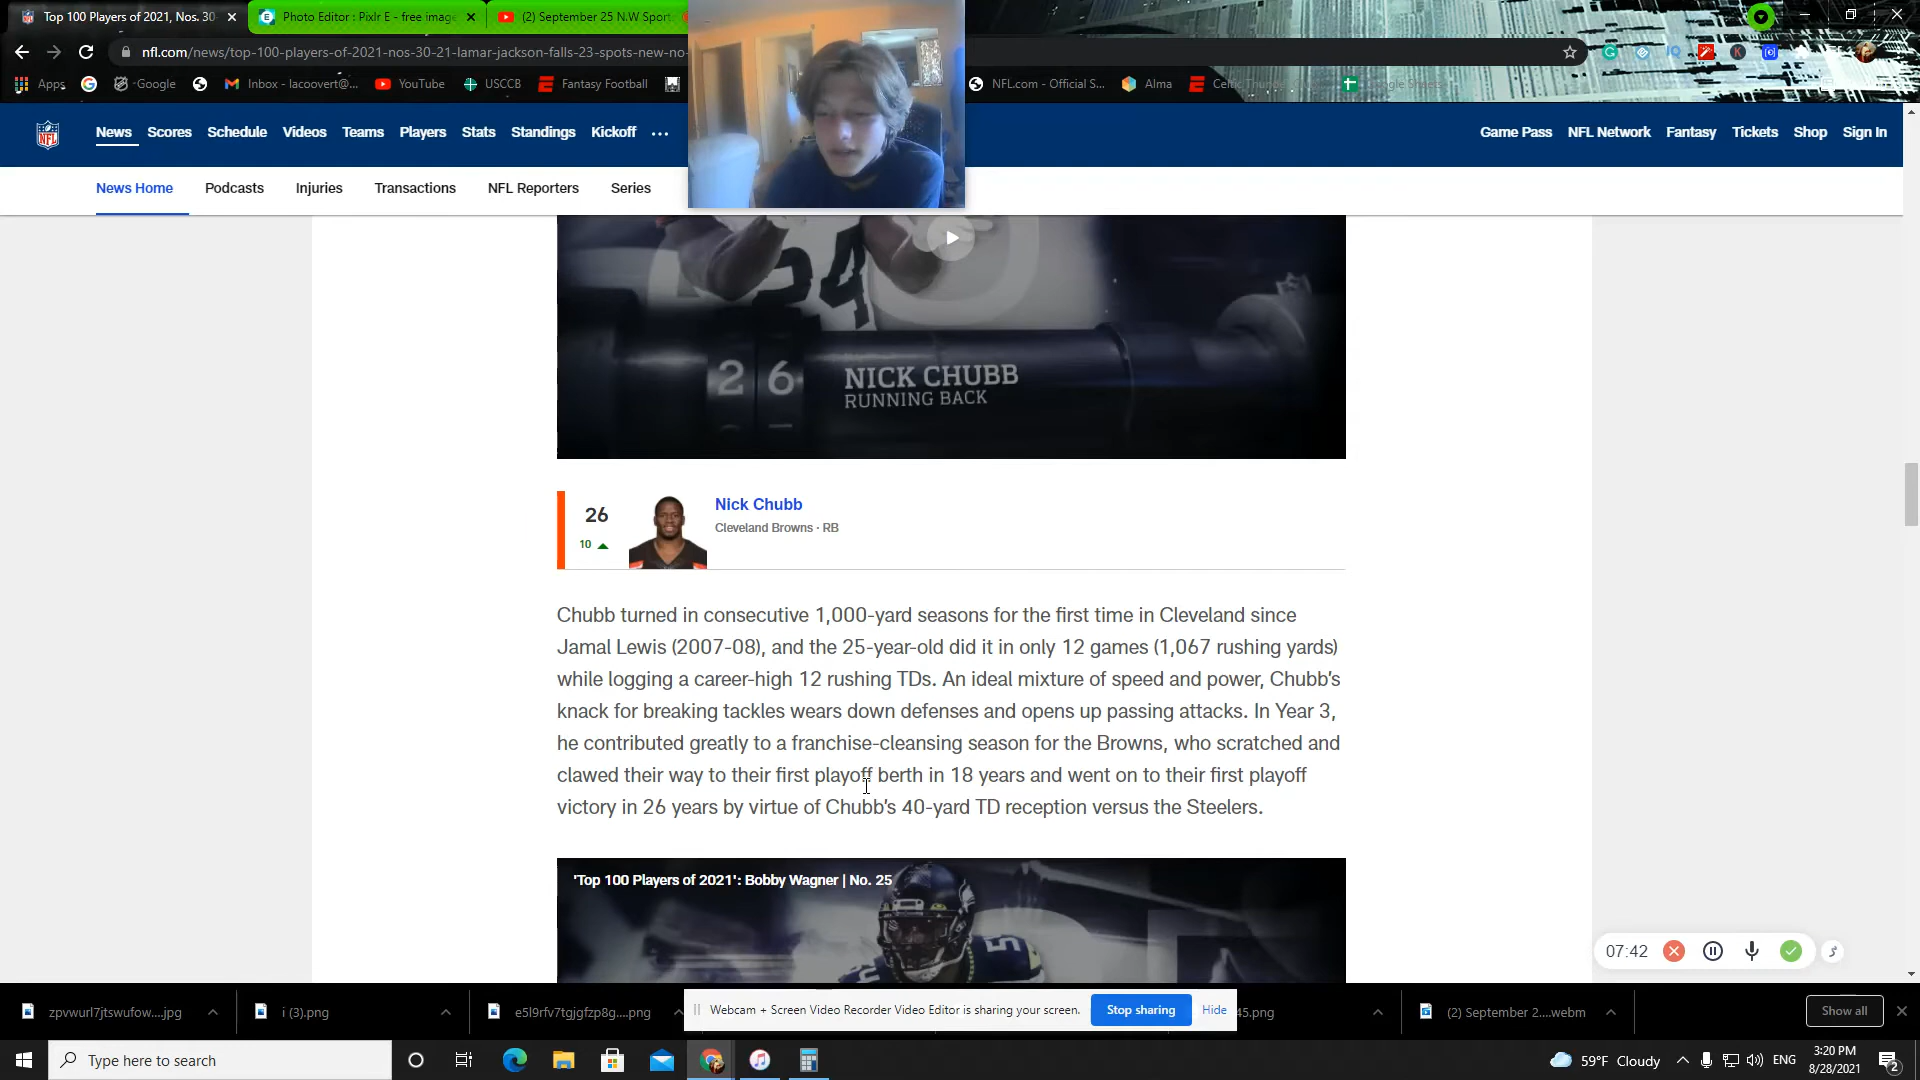 Top 100 Players of 2021, Nos. 30-
Photo Editor : Pixlr E - free image
(2) September 25 N.W Sport
nfl.com/news/top-100-players-of-2021-nos-30-21-lamar-jackson-falls-23-spots-new-no-
Apps
Google
Inbox - lacoovert@...
YouTube
USCCB
Fantasy Football
NFL.com - Official S...
Alma
News
Scores
Schedule
Videos
Teams
Players
Stats
Standings
Kickoff
Game Pass
NFL Network
Fantasy
Tickets
Shop
Sign In
News Home
Podcasts
Injuries
Transactions
NFL Reporters
Series
24
26
NICK CHUBB
RUNNING BACK
26
10
Nick Chubb
Cleveland Browns · RB
Chubb turned in consecutive 1,000-yard seasons for the first time in Cleveland since
Jamal Lewis (2007-08), and the 25-year-old did it in only 12 games (1,067 rushing yards)
while logging a career-high 12 rushing TDs. An ideal mixture of speed and power, Chubb's
knack for breaking tackles wears down defenses and opens up passing attacks. In Year 3,
he contributed greatly to a franchise-cleansing season for the Browns, who scratched and
clawed their way to their first playoff berth in 18 years and went on to their first playoff
victory in 26 years by virtue of Chubb's 40-yard TD reception versus the Steelers.
'Top 100 Players of 2021': Bobby Wagner | No. 25
07:42
zpvwurl7jtswufow....jpg
i (3).png
e5l9rfv7tgjgfzp8g....png
Webcam + Screen Video Recorder Video Editor is sharing your screen.
Stop sharing
Hide
45.png
(2) September 2....webm
Show all
Type here to search
59°F Cloudy
ENG
3:20 PM
8/28/2021
2